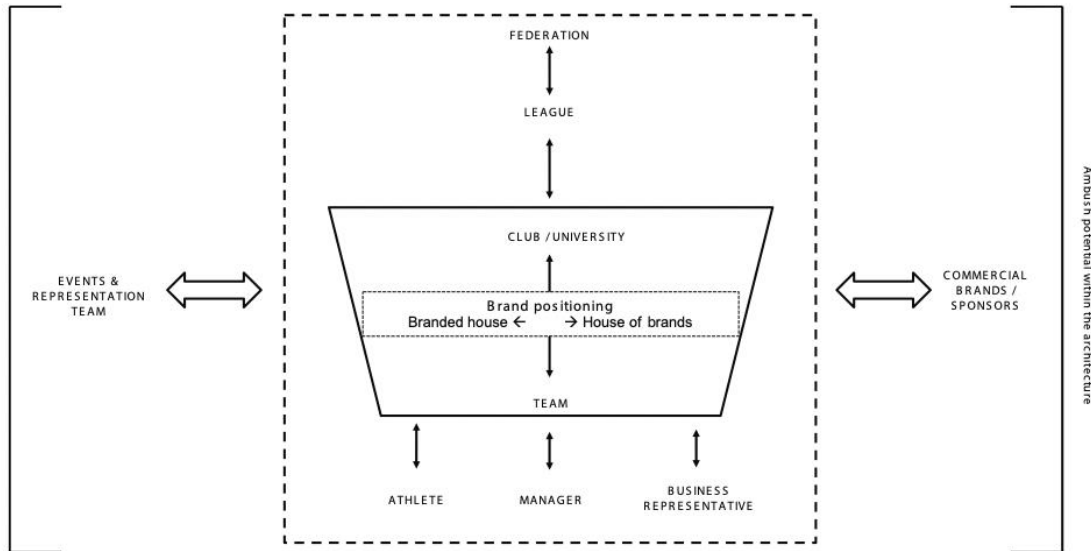 FEDERATION
LEAGUE
CLUB / UNIVERSITY
EVENTS &
REPRESENTATION
TEAM
Brand positioning
Branded house ← → House of brands
COMMERCIAL
BRANDS /
SPONSORS
TEAM
ATHLETE
MANAGER
BUSINESS
REPRESENTATIVE
Ambush potential within the architecture